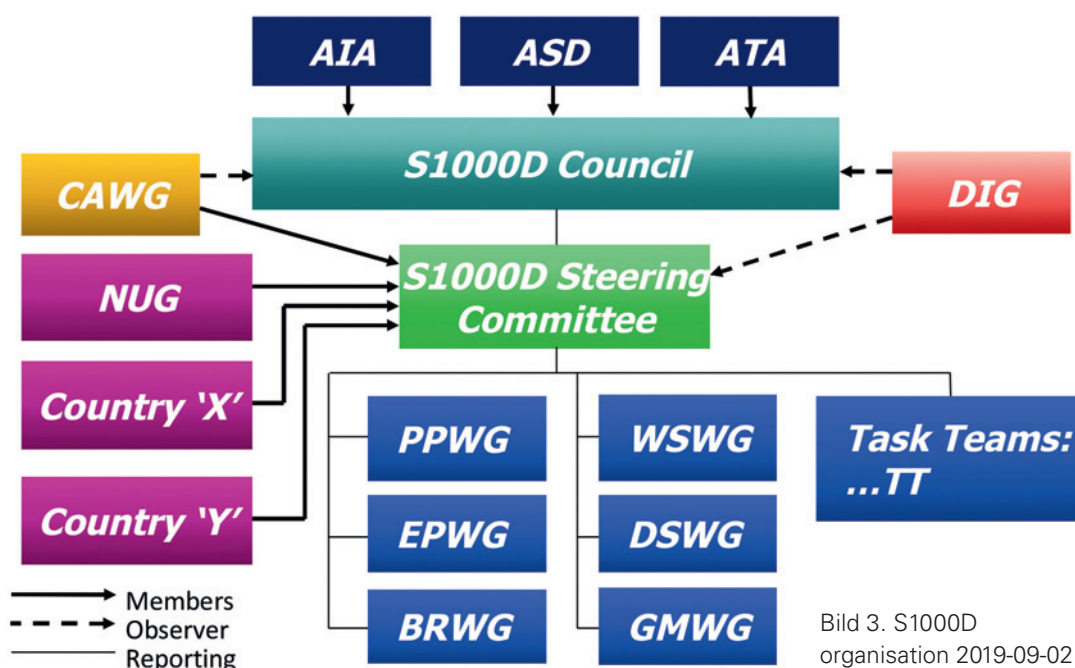 AIA
ASD
ATA
S1000D Council
CAWG
DIG
S1000D Steering
Committee
NUG
Country ‘X’
Country ‘Y’
PPWG
WSWG
Task Teams:
...TT
EPWG
DSWG
BRWG
GMWG
Members
Observer
Reporting
Bild 3. S1000D
organisation 2019-09-02